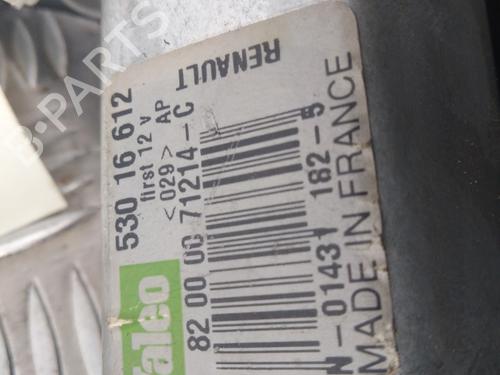 Valeo
530 16 612
first 12 v
<029> AP
RENAULT
82 00 00 71214-C
N-01431 182-5
MADE IN FRANCE
B-PARTS